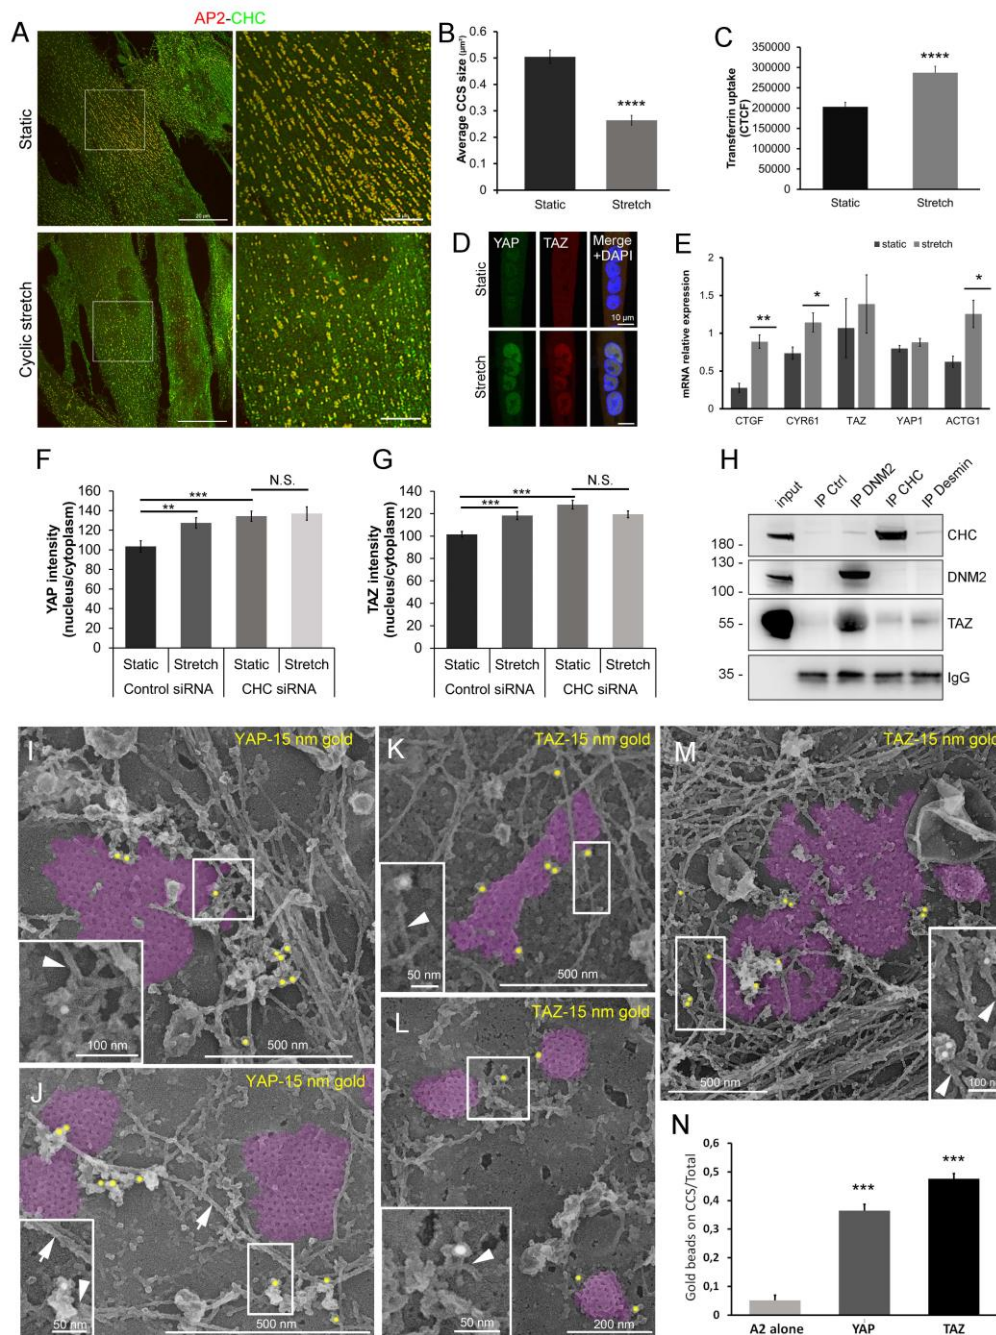 AP2-CHC
A
Static
20 µm
Cyclic stretch
B
Average CCS size (µm²)
0.6
0.5
0.4
0.3
0.2
0.1
0
****
Static
Stretch
C
Transferrin uptake
(CTCF)
350000
300000
250000
200000
150000
100000
50000
0
****
Static
Stretch
D
YAP
TAZ
Merge
+DAPI
Static
10 µm
Stretch
E
static
stretch
mRNA relative expression
2
1.5
1
0.5
0
**
*
*
CTGF
CYR61
TAZ
YAP1
ACTG1
F
YAP intensity
(nucleus/cytoplasm)
160
140
120
100
80
60
40
20
0
***
**
N.S.
Static
Stretch
Static
Stretch
Control siRNA
CHC siRNA
G
TAZ intensity
(nucleus/cytoplasm)
140
120
100
80
60
40
20
0
***
***
N.S.
Static
Stretch
Static
Stretch
Control siRNA
CHC siRNA
H
input
IP Ctrl
IP DNM2
IP CHC
IP Desmin
180 -
CHC
130 -
100 -
DNM2
55 -
TAZ
35 -
IgG
I
YAP-15 nm gold
100 nm
500 nm
J
YAP-15 nm gold
50 nm
500 nm
K
TAZ-15 nm gold
50 nm
500 nm
L
TAZ-15 nm gold
50 nm
200 nm
M
TAZ-15 nm gold
500 nm
100 nm
N
Gold beads on CCS/Total
0,6
0,5
0,4
0,3
0,2
0,1
0,0
***
***
A2 alone
YAP
TAZ